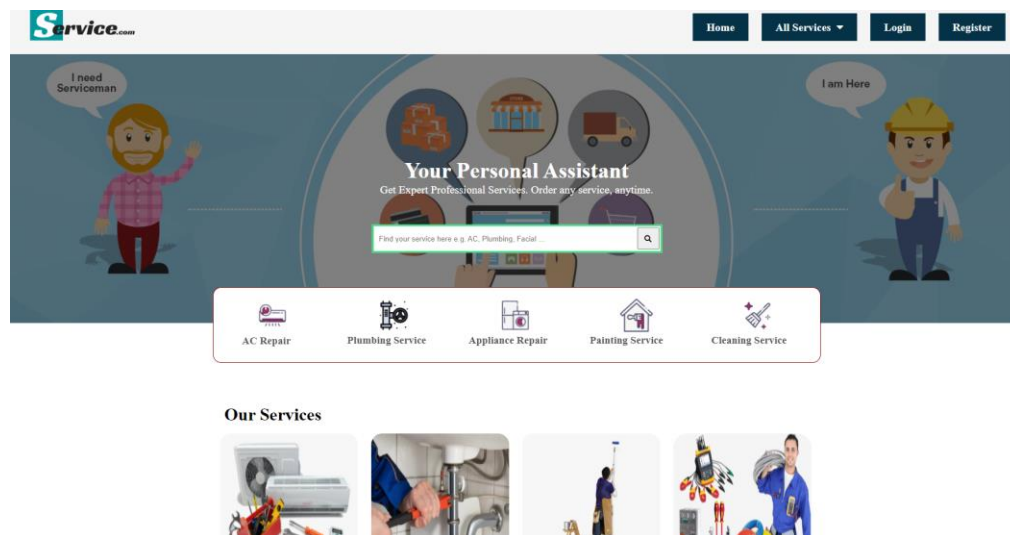 Service.com
Home
All Services
Login
Register
I need
Serviceman
I am Here
Your Personal Assistant
Get Expert Professional Services. Order any service, anytime.
Find your service here e.g. AC, Plumbing, Facial ...
AC Repair
Plumbing Service
Appliance Repair
Painting Service
Cleaning Service
Our Services